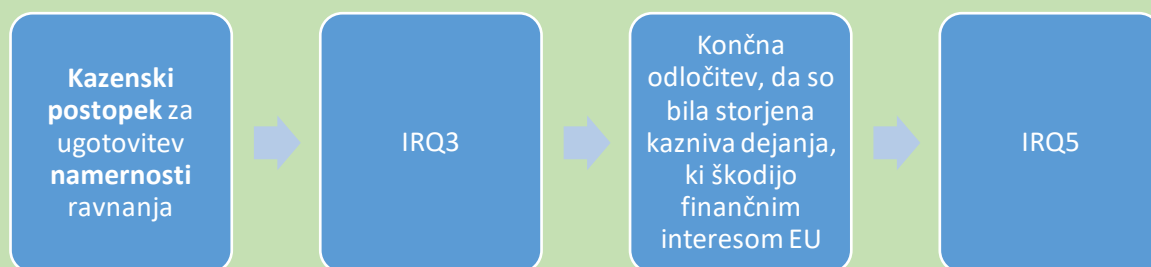 Kazenski
postopek za
ugotovitev
namernosti
ravnanja
IRQ3
Končna
odločitev, da so
bila storjena
kazniva dejanja,
ki škodijo
finančnim
interesom EU
IRQ5